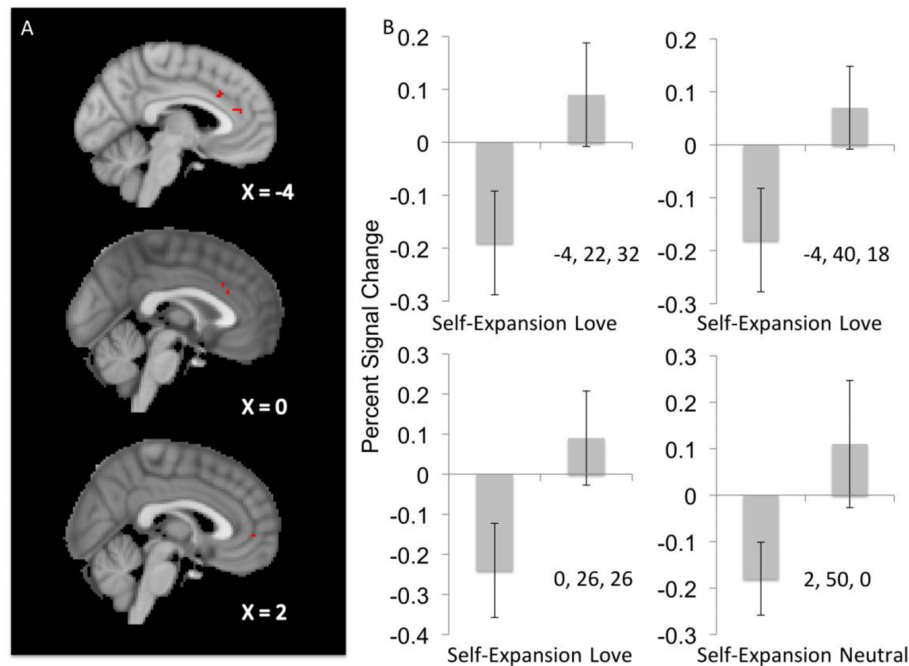 A
X = -4
X = 0
X = 2
B
Percent Signal Change
0.2
0.1
0
-0.1
-0.2
-0.3
-4, 22, 32
Self-Expansion Love
0.2
0.1
0
-0.1
-0.2
-0.3
-4, 40, 18
Self-Expansion Love
0.3
0.2
0.1
0
-0.1
-0.2
-0.3
-0.4
0, 26, 26
Self-Expansion Love
0.3
0.2
0.1
0
-0.1
-0.2
-0.3
2, 50, 0
Self-Expansion Neutral